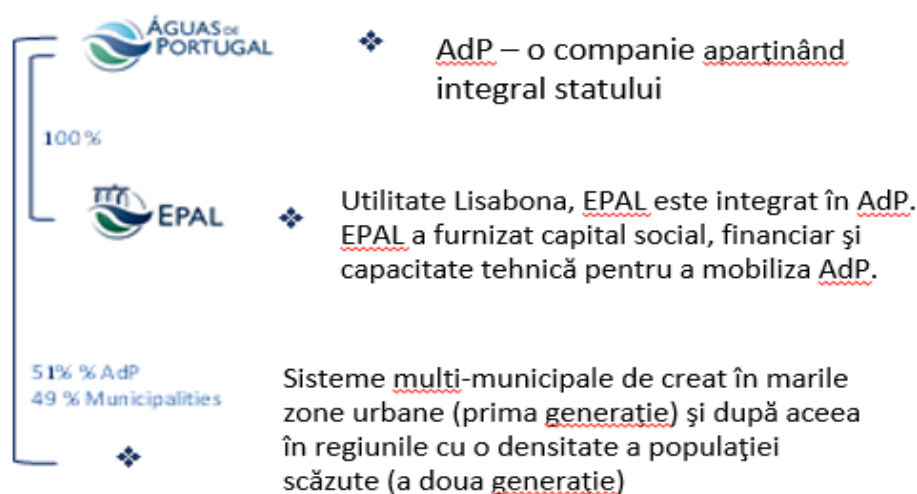 ÁGUAS DE
PORTUGAL
AdP – o companie aparţinând
integral statului
100%
EPAL
Utilitate Lisabona, EPAL este integrat în AdP.
EPAL a furnizat capital social, financiar şi
capacitate tehnică pentru a mobiliza AdP.
51% % AdP
49 % Municipalities
Sisteme multi-municipale de creat în marile
zone urbane (prima generaţie) şi după aceea
în regiunile cu o densitate a populaţiei
scăzute (a doua generaţie)